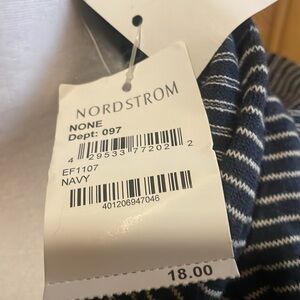 NORDSTROM
NONE
Dept: 097
4 29533 77202 2
EF1107
NAVY
401206947046
18.00